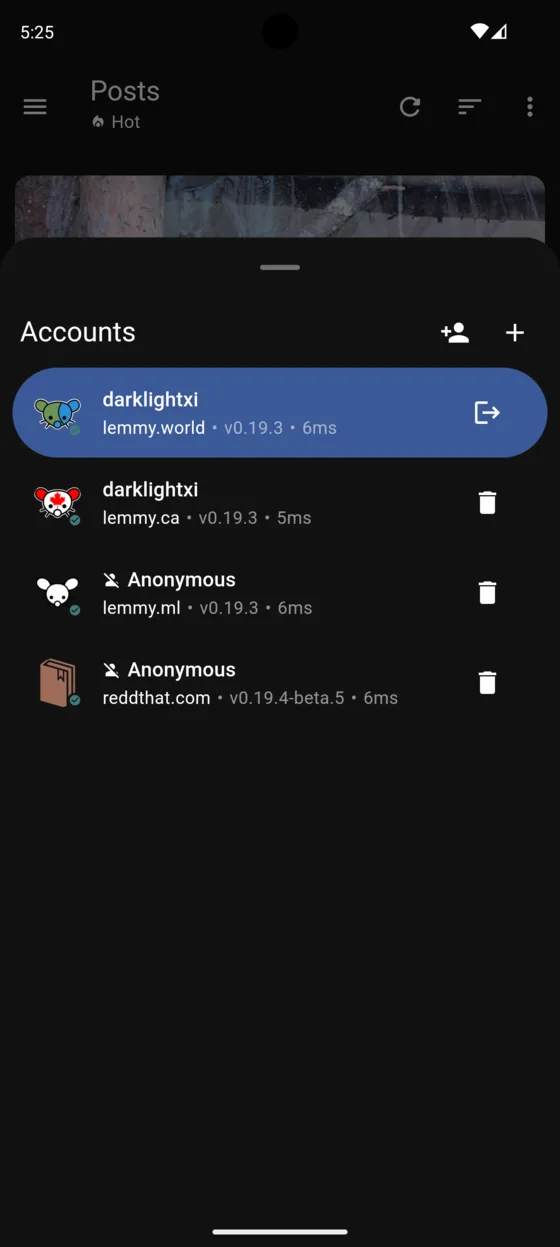 5:25
Posts
Hot
Accounts
darklightxi
lemmy.world • v0.19.3 • 6ms
darklightxi
lemmy.ca • v0.19.3 • 5ms
Anonymous
lemmy.ml • v0.19.3 • 6ms
Anonymous
reddthat.com • v0.19.4-beta.5 • 6ms